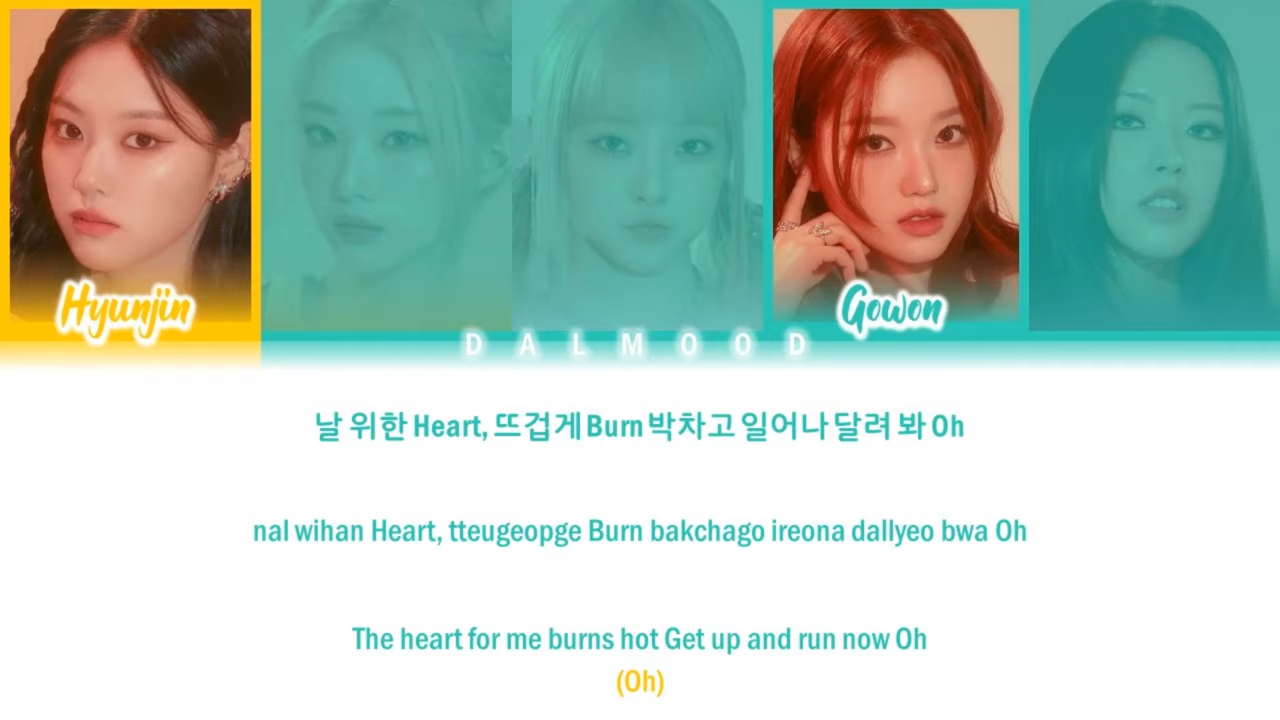 Hyunjin
Gowon
DALMOOD
날 위한 Heart, 뜨겁게 Burn 박차고 일어나 달려 봐 Oh
nal wihan Heart, tteugeopge Burn bakchago ireona dallyeo bwa Oh
The heart for me burns hot Get up and run now Oh
(Oh)